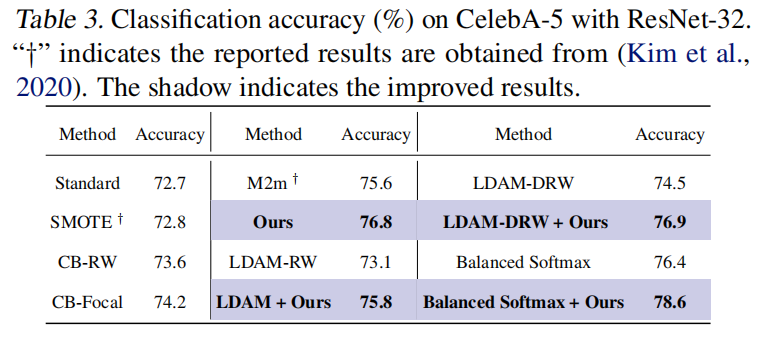 Table 3. Classification accuracy (%) on CelebA-5 with ResNet-32.
“†” indicates the reported results are obtained from (Kim et al.,
2020). The shadow indicates the improved results.
Method Accuracy Method Accuracy Method Accuracy
Standard 72.7 M2m † 75.6 LDAM-DRW 74.5
SMOTE † 72.8 Ours 76.8 LDAM-DRW + Ours 76.9
CB-RW 73.6 LDAM-RW 73.1 Balanced Softmax 76.4
CB-Focal 74.2 LDAM + Ours 75.8 Balanced Softmax + Ours 78.6